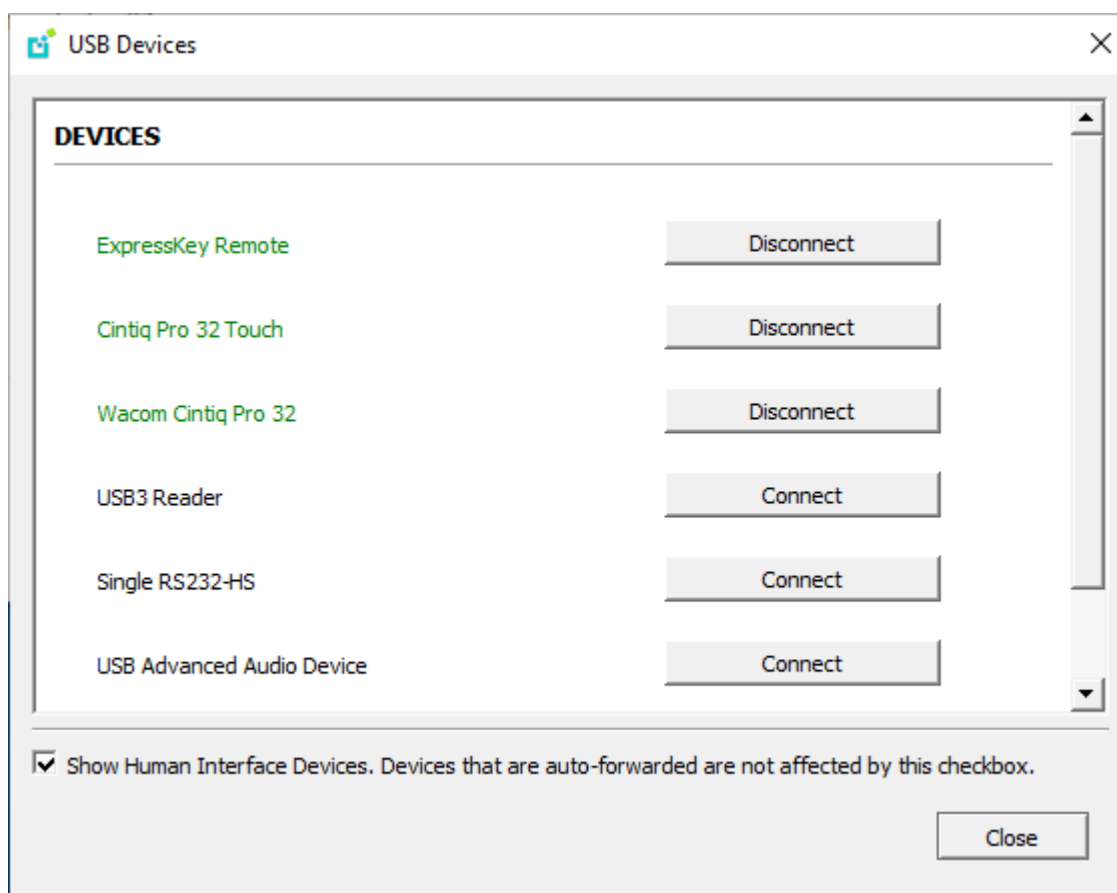 USB Devices
DEVICES
ExpressKey Remote
Disconnect
Cintiq Pro 32 Touch
Disconnect
Wacom Cintiq Pro 32
Disconnect
USB3 Reader
Connect
Single RS232-HS
Connect
USB Advanced Audio Device
Connect
Show Human Interface Devices. Devices that are auto-forwarded are not affected by this checkbox.
Close